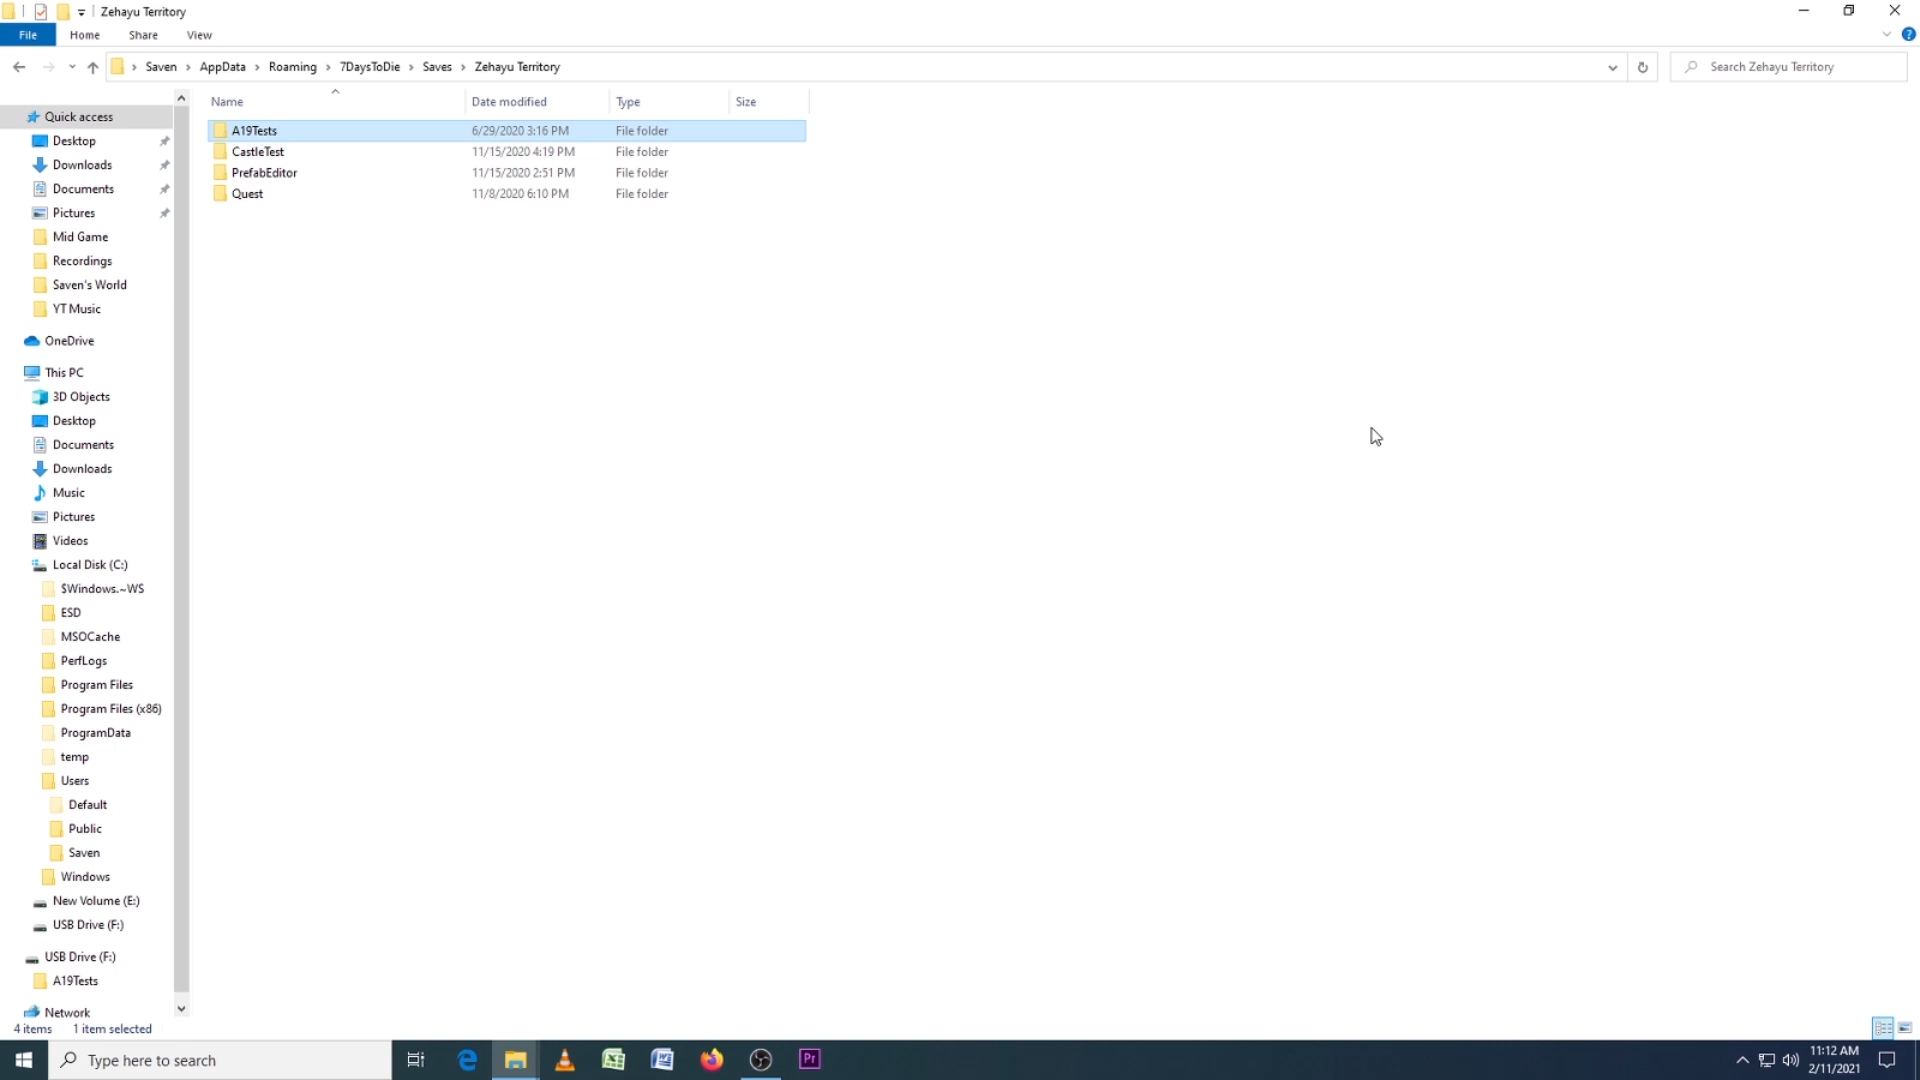 Zehayu Territory
File Home Share View
Saven AppData Roaming 7DaysToDie Saves Zehayu Territory
Search Zehayu Territory
Name Date modified Type Size
A19Tests 6/29/2020 3:16 PM File folder
CastleTest 11/15/2020 4:19 PM File folder
PrefabEditor 11/15/2020 2:51 PM File folder
Quest 11/8/2020 6:10 PM File folder
Quick access
Desktop
Downloads
Documents
Pictures
Mid Game
Recordings
Saven's World
YT Music
OneDrive
This PC
3D Objects
Desktop
Documents
Downloads
Music
Pictures
Videos
Local Disk (C:)
$Windows.~WS
ESD
MSOCache
PerfLogs
Program Files
Program Files (x86)
ProgramData
temp
Users
Default
Public
Saven
Windows
New Volume (E:)
USB Drive (F:)
USB Drive (F:)
A19Tests
Network
4 items 1 item selected
Type here to search
Pr
11:12 AM
2/11/2021